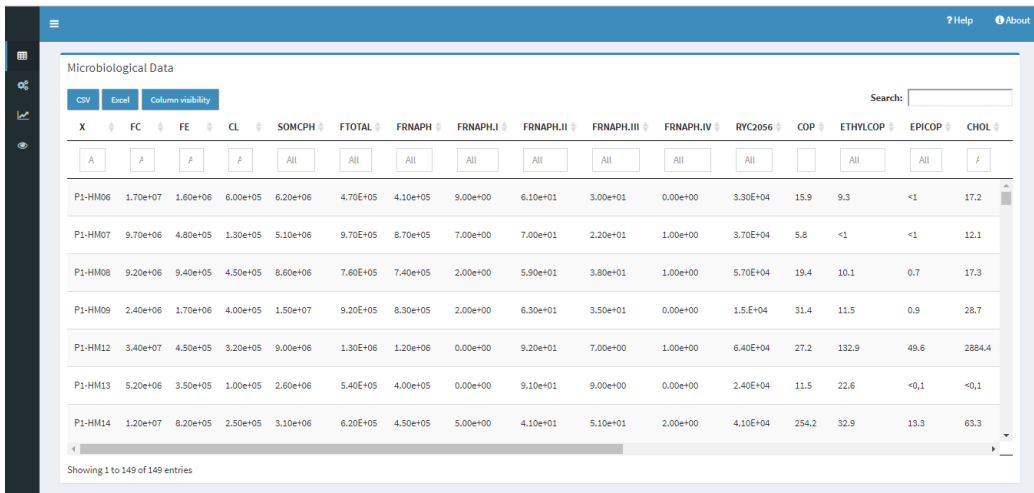 ? Help About
Microbiological Data
CSV Excel Column visibility Search:
X FC FE CL SOMCPH FTOTAL FRNAPH FRNAPH.I FRNAPH.II FRNAPH.III FRNAPH.IV RYC2056 COP ETHYLCOP EPICOP CHOL
A All All All All All All All All All All
P1-HM06 1.70e+07 1.60e+06 6.00e+05 6.20e+06 4.70E+05 4.10e+05 9.00e+00 6.10e+01 3.00e+01 0.00e+00 3.30E+04 15.9 9.3 <1 17.2
P1-HM07 9.70e+06 4.80e+05 1.30e+05 5.10e+06 9.70E+05 8.70e+05 7.00e+00 7.00e+01 2.20e+01 1.00e+00 3.70E+04 5.8 <1 <1 12.1
P1-HM08 9.20e+06 9.40e+05 4.50e+05 8.60e+06 7.60E+05 7.40e+05 2.00e+00 5.90e+01 3.80e+01 1.00e+00 5.70E+04 19.4 10.1 0.7 17.3
P1-HM09 2.40e+06 1.70e+06 4.00e+05 1.50e+07 9.20E+05 8.30e+05 2.00e+00 6.30e+01 3.50e+01 0.00e+00 1.5.E+04 31.4 11.5 0.9 28.7
P1-HM12 3.40e+07 4.50e+05 3.20e+05 9.00e+06 1.30E+06 1.20e+06 0.00e+00 9.20e+01 7.00e+00 1.00e+00 6.40E+04 27.2 132.9 49.6 2884.4
P1-HM13 5.20e+06 3.50e+05 1.00e+05 2.60e+06 5.40E+05 4.00e+05 0.00e+00 9.10e+01 9.00e+00 0.00e+00 2.40E+04 11.5 22.6 <0,1 <0,1
P1-HM14 1.20e+07 8.20e+05 2.50e+05 3.10e+06 6.20E+05 4.50e+05 5.00e+00 4.10e+01 5.10e+01 2.00e+00 4.10E+04 254.2 32.9 13.3 63.3
Showing 1 to 149 of 149 entries